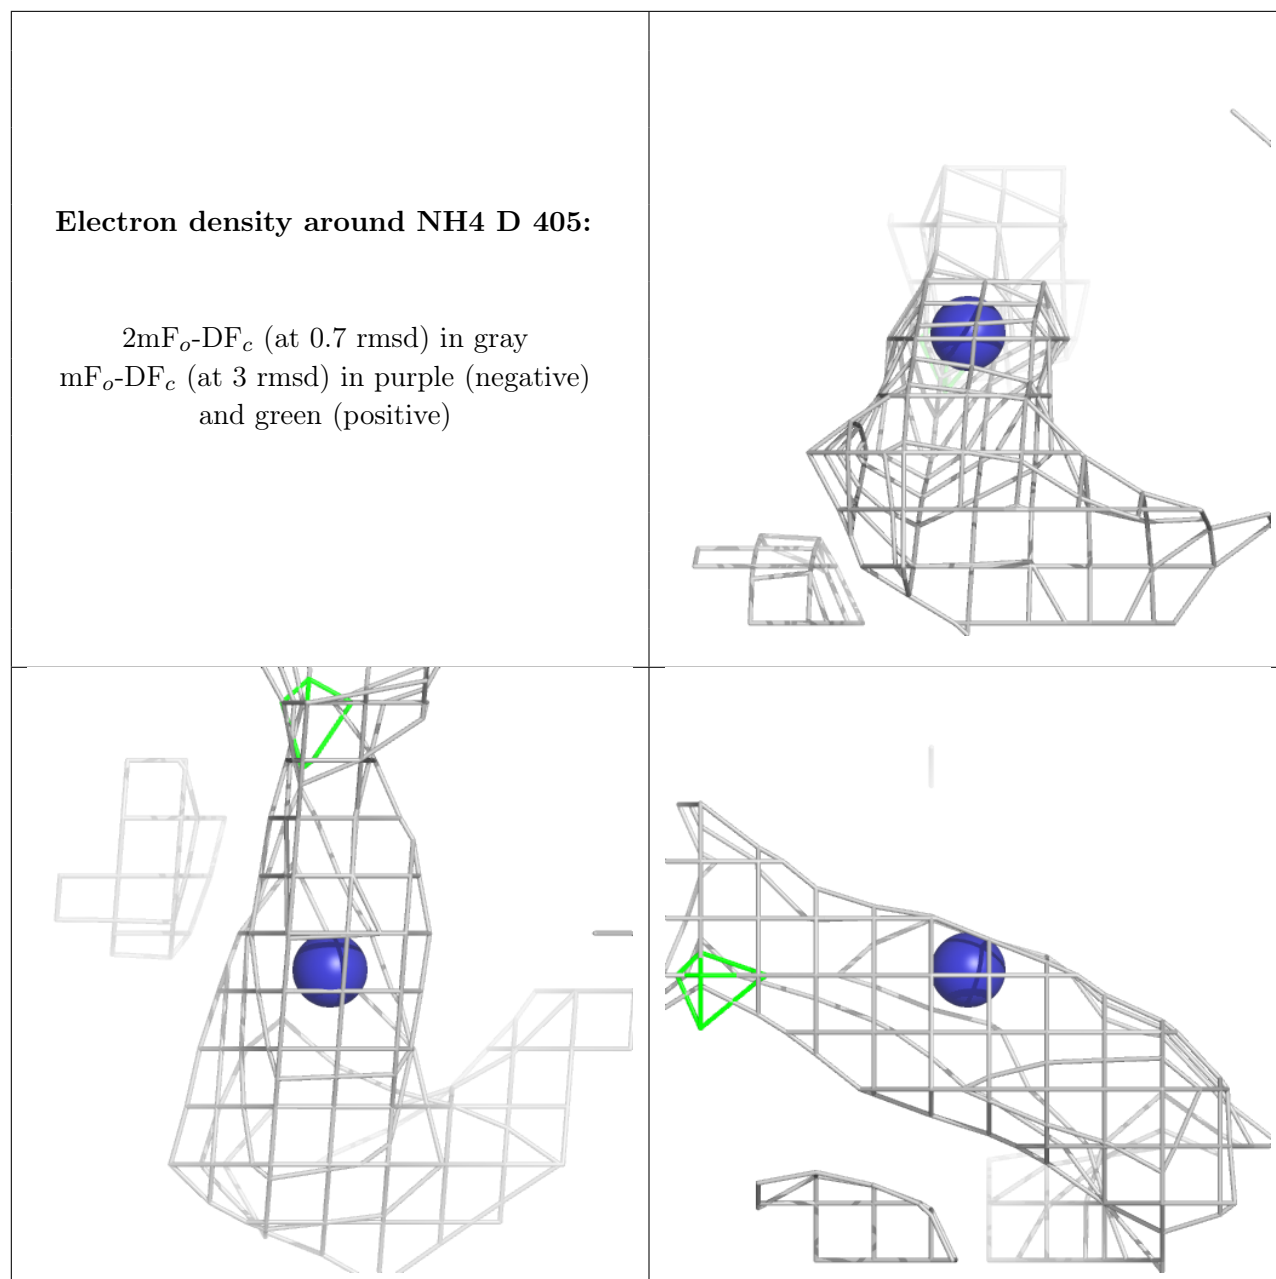 Electron density around NH4 D 405:
2mFo-DFc (at 0.7 rmsd) in gray
mFo-DFc (at 3 rmsd) in purple (negative)
and green (positive)